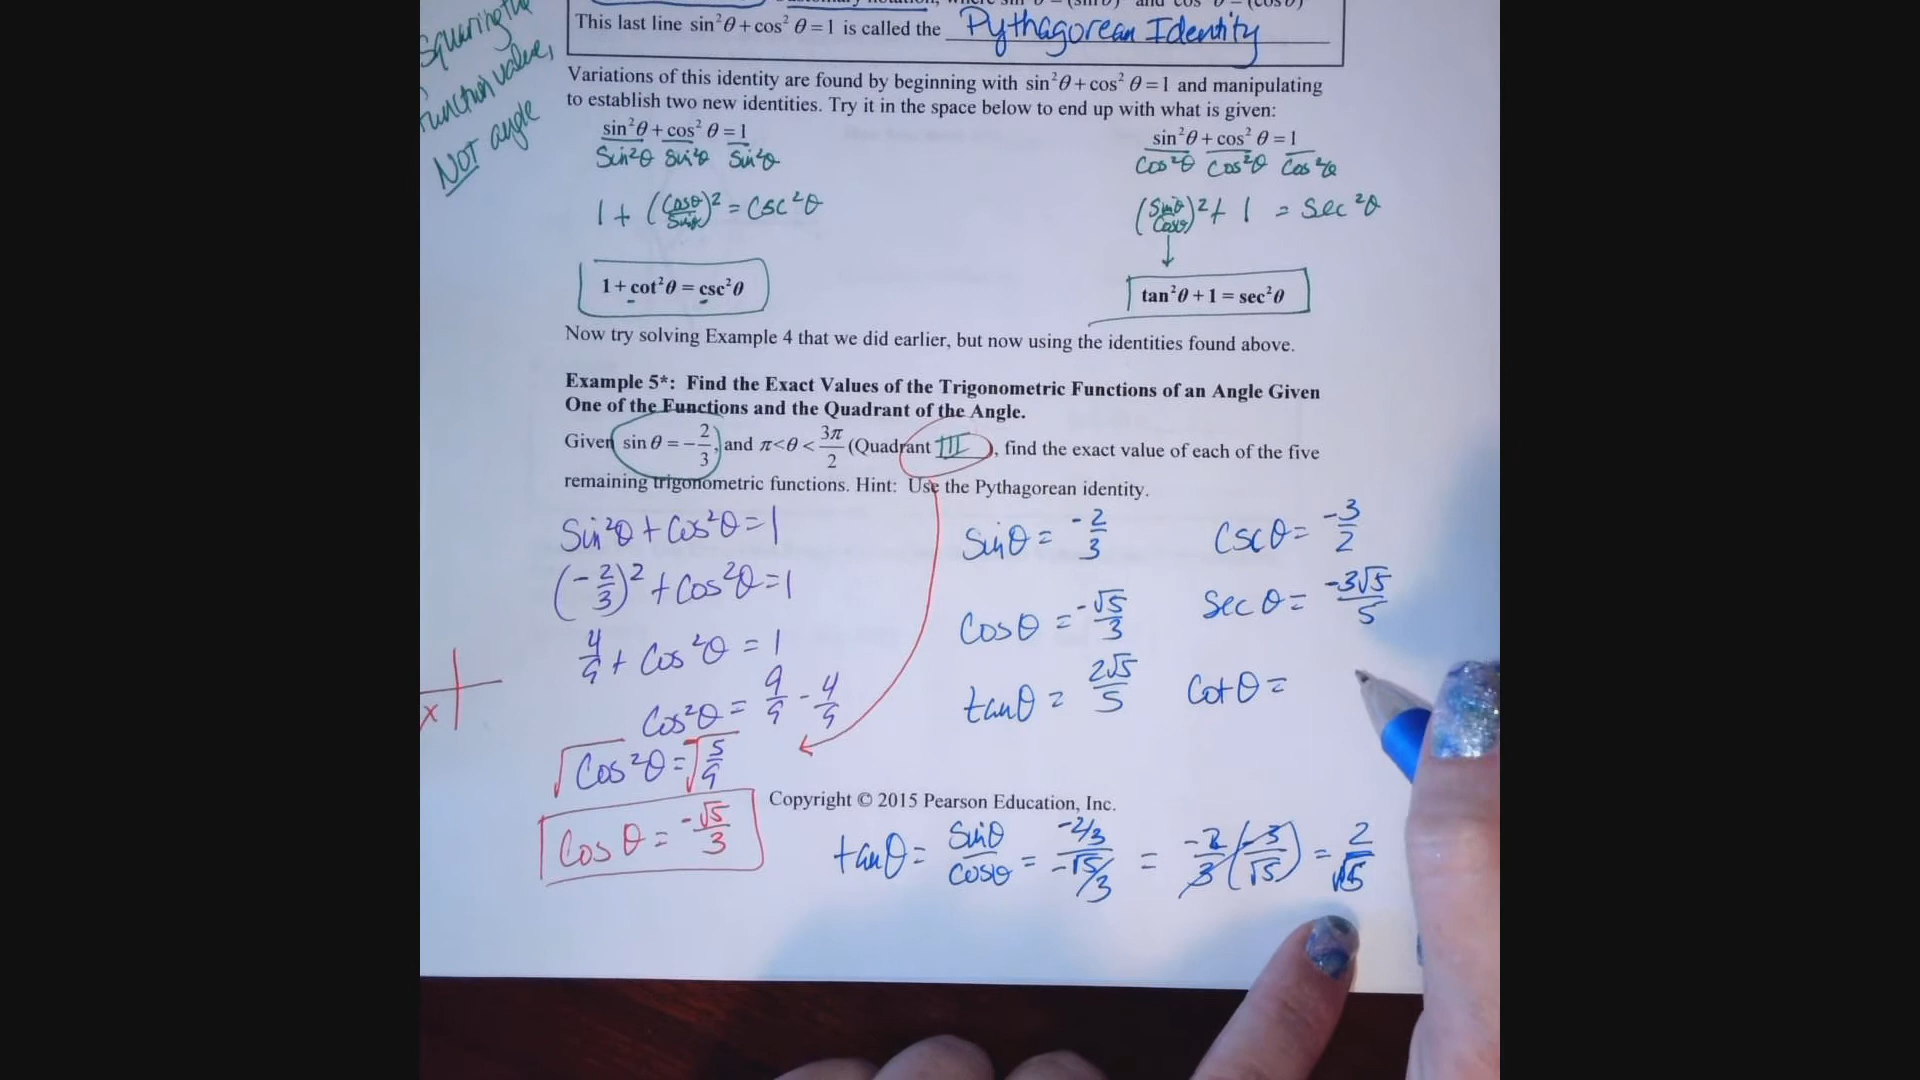 Squaring the
function value,
NOT angle
This last line sin²θ + cos² θ = 1 is called the Pythagorean Identity
Variations of this identity are found by beginning with sin²θ + cos² θ = 1 and manipulating
to establish two new identities. Try it in the space below to end up with what is given:
sin²θ + cos² θ = 1
Sin²θ Sin²θ Sin²θ
1 + (Cosθ/Sinθ)² = Csc²θ
1 + cot²θ = csc²θ
sin²θ + cos² θ = 1
Cos²θ Cos²θ Cos²θ
(Sinθ/Cosθ)² + 1 = Sec²θ
tan²θ + 1 = sec²θ
Now try solving Example 4 that we did earlier, but now using the identities found above.
Example 5*: Find the Exact Values of the Trigonometric Functions of an Angle Given
One of the Functions and the Quadrant of the Angle.
Given sin θ = -2/3, and π < θ < 3π/2 (Quadrant III), find the exact value of each of the five
remaining trigonometric functions. Hint: Use the Pythagorean identity.
Sin²θ + Cos²θ = 1
(-2/3)² + Cos²θ = 1
4/9 + Cos²θ = 1
Cos²θ = 9/9 - 4/9
√Cos²θ = √5/9
Cos θ = -√5/3
x
Sinθ = -2/3
Cosθ = -√5/3
tanθ = 2√5/5
Cscθ = -3/2
Sec θ = -3√5/5
Cotθ =
Copyright © 2015 Pearson Education, Inc.
tanθ = Sinθ/Cosθ = -2/3/-√5/3 = -2/3(-3/√5) = 2/√5